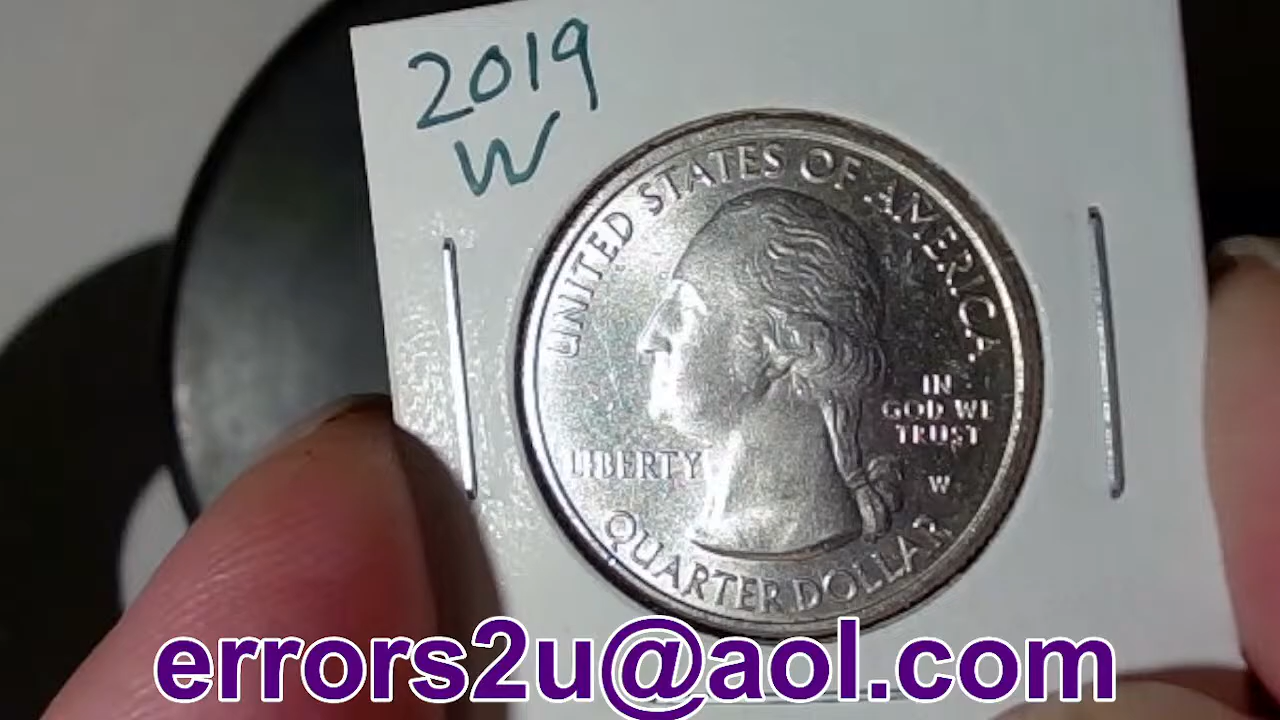 2019
W
UNITED STATES OF AMERICA
IN
GOD WE
TRUST
LIBERTY
W
QUARTER DOLLAR
errors2u@aol.com